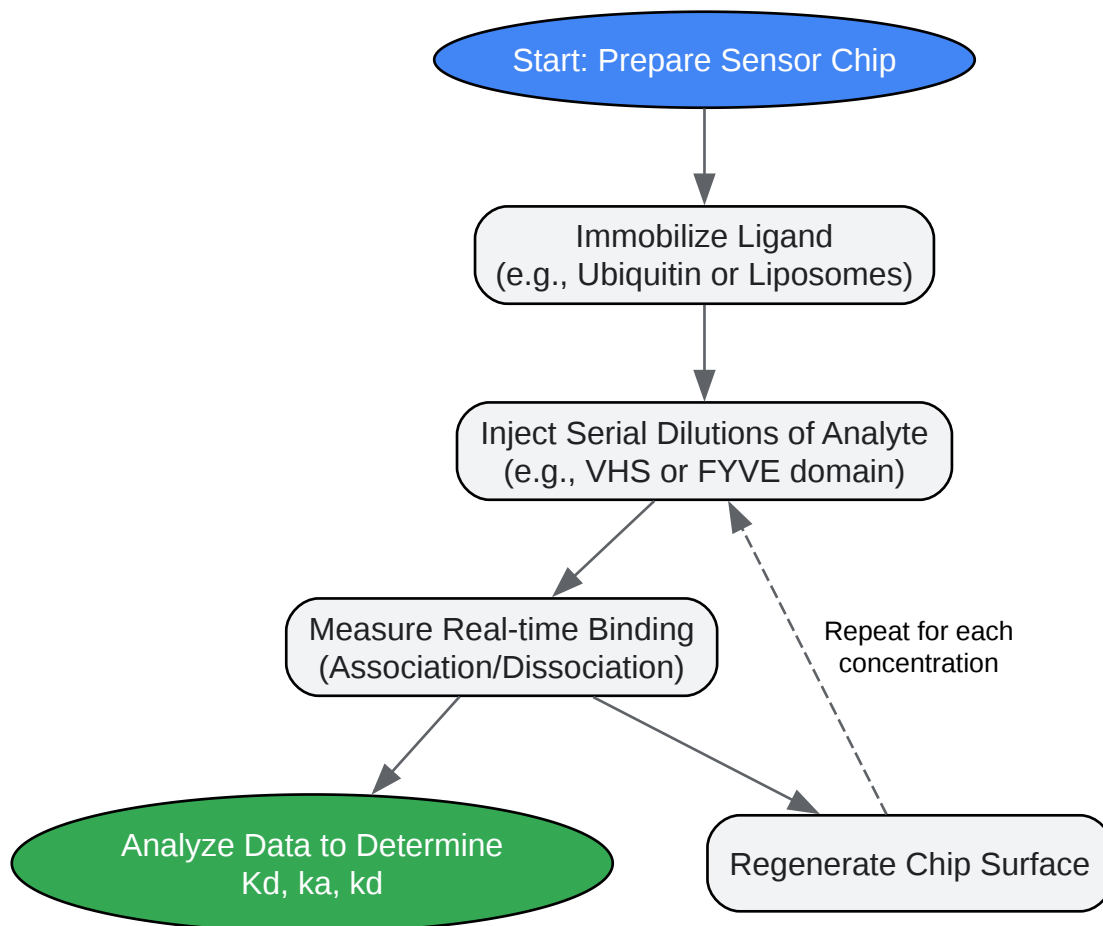 Start: Prepare Sensor Chip
Immobilize Ligand
(e.g., Ubiquitin or Liposomes)
Inject Serial Dilutions of Analyte
(e.g., VHS or FYVE domain)
Measure Real-time Binding
(Association/Dissociation)
Repeat for each
concentration
Analyze Data to Determine
Kd, ka, kd
Regenerate Chip Surface